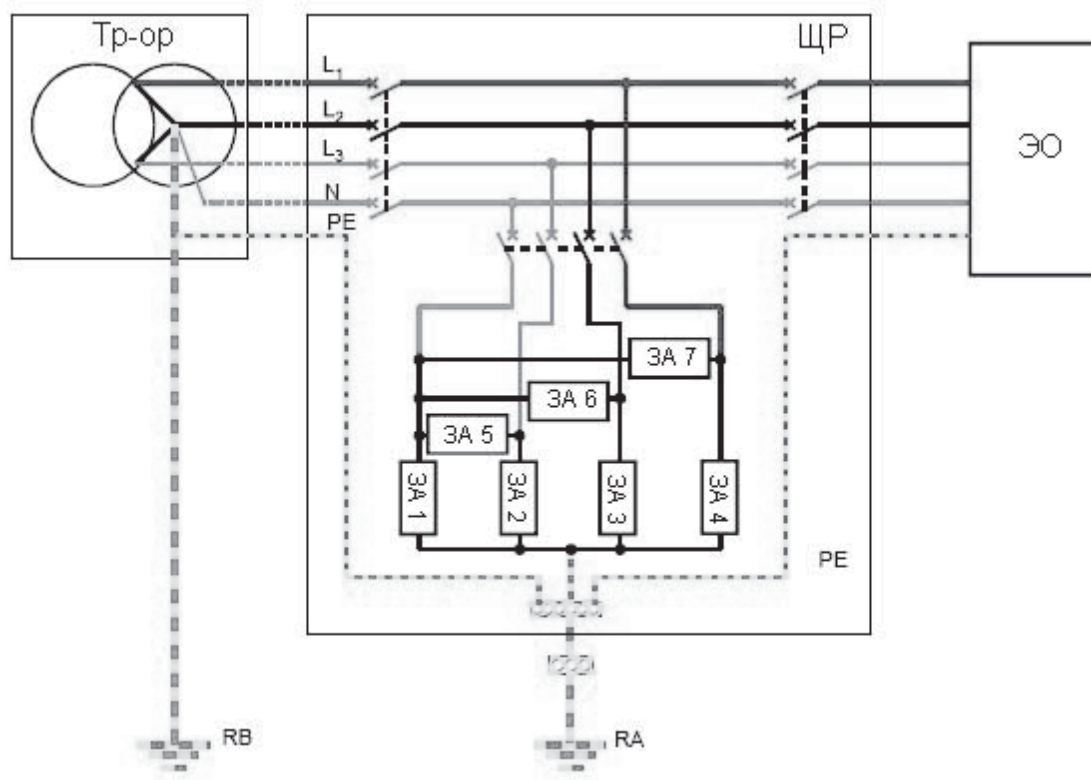 Тр-ор
ЩР
L1
L2
ЭО
L3
N
PE
ЗА 7
ЗА 6
ЗА 5
ЗА 1
ЗА 2
ЗА 3
ЗА 4
PE
RB
RA